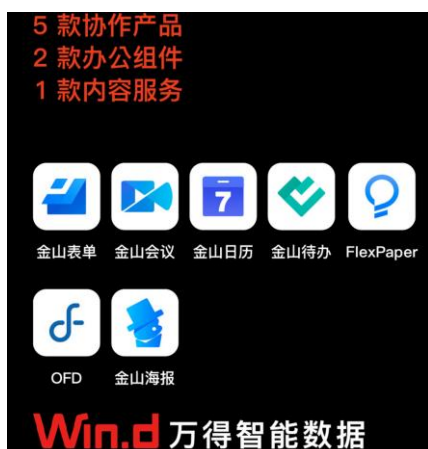 5 款协作产品
2 款办公组件
1 款内容服务
7
金山表单 金山会议 金山日历 金山待办 FlexPaper
OFD 金山海报
Win.d 万得智能数据